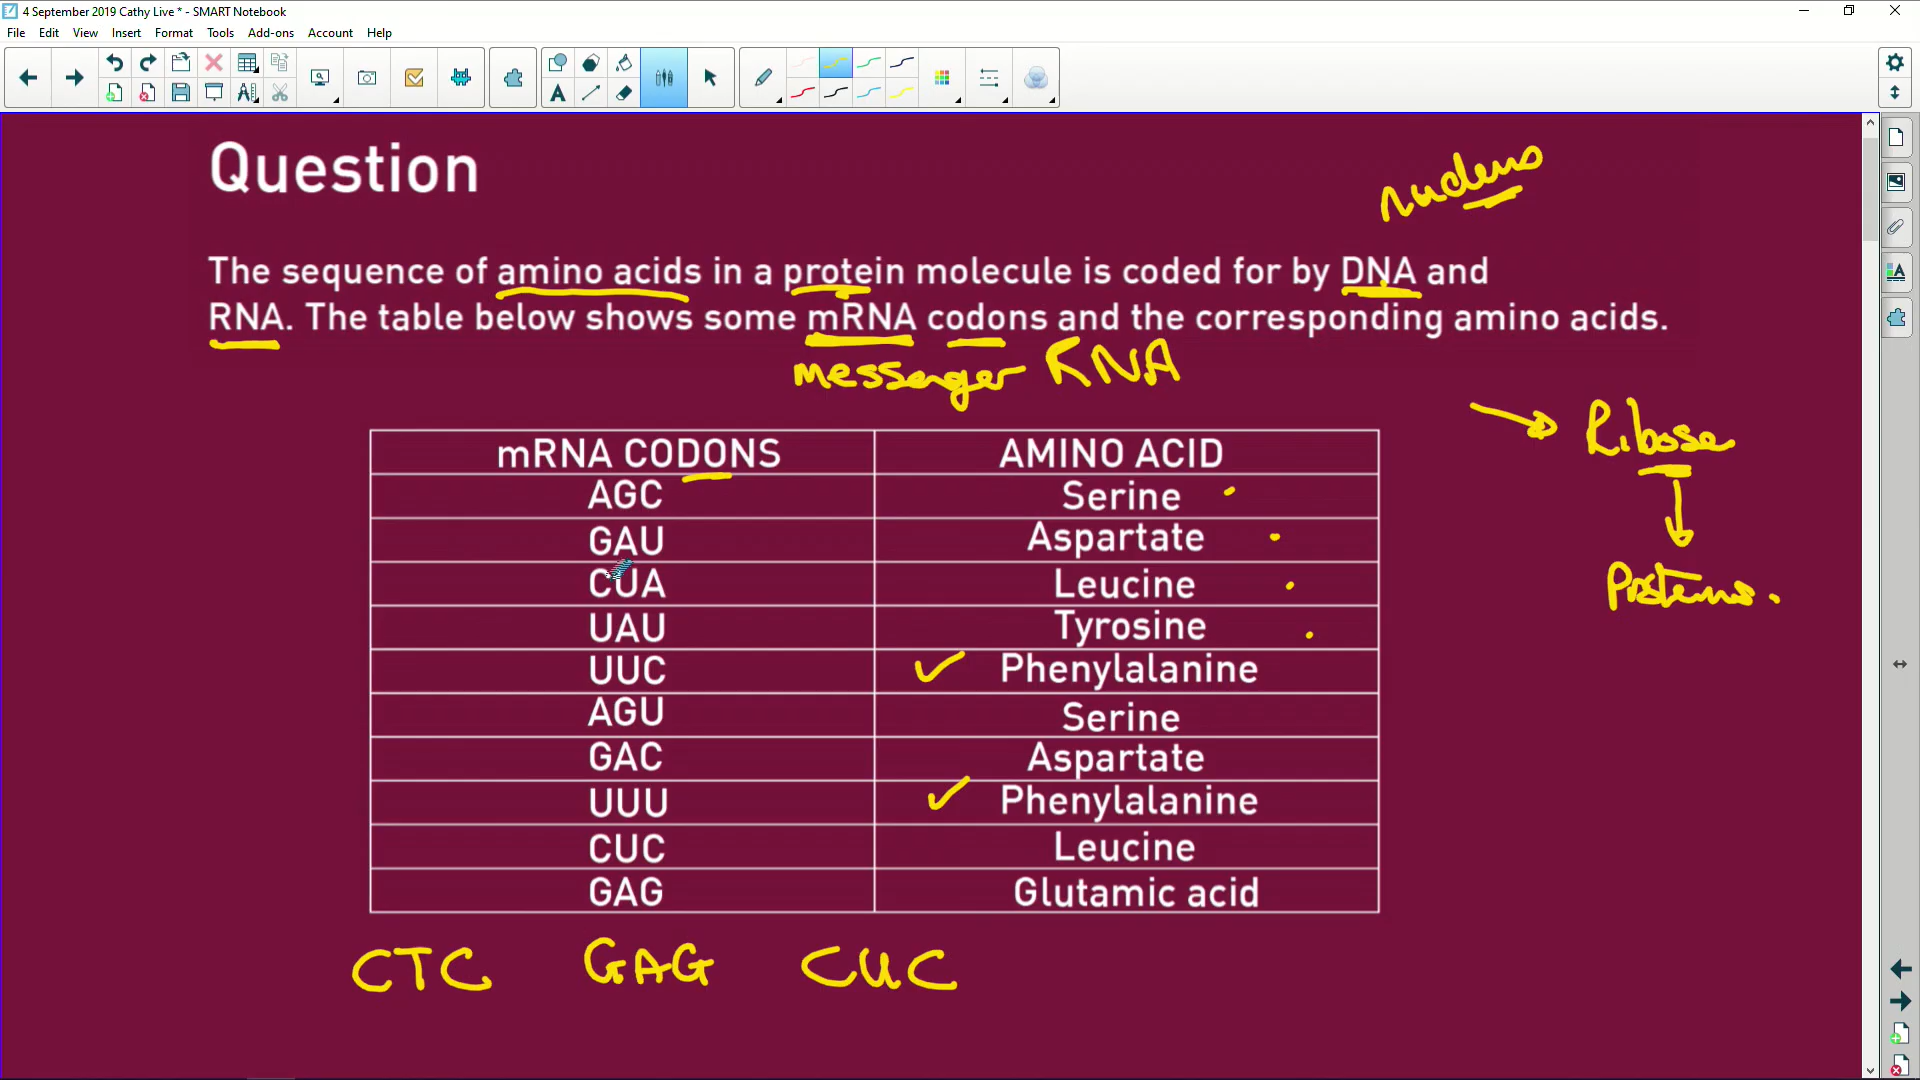 4 September 2019 Cathy Live * - SMART Notebook
File Edit View Insert Format Tools Add-ons Account Help
Question
nucleus
The sequence of amino acids in a protein molecule is coded for by DNA and
RNA. The table below shows some mRNA codons and the corresponding amino acids.
messenger RNA
Ribose
Proteins.
mRNA CODONS AMINO ACID
AGC Serine
GAU Aspartate
CUA Leucine
UAU Tyrosine
UUC Phenylalanine
AGU Serine
GAC Aspartate
UUU Phenylalanine
CUC Leucine
GAG Glutamic acid
CTC GAG CUC